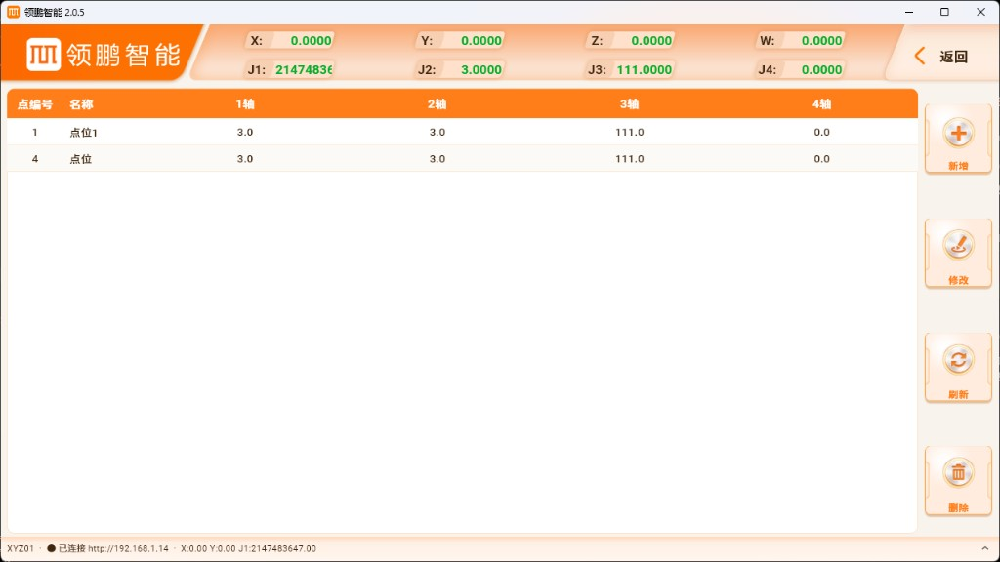 领鹏智能 2.0.5
领鹏智能
X: 0.0000 Y: 0.0000 Z: 0.0000 W: 0.0000
J1: 21474836 J2: 3.0000 J3: 111.0000 J4: 0.0000
返回
点编号 名称 1轴 2轴 3轴 4轴
1 点位1 3.0 3.0 111.0 0.0
4 点位 3.0 3.0 111.0 0.0
新增
修改
刷新
删除
XYZ01 · ● 已连接 http://192.168.1.14 · X:0.00 Y:0.00 J1:2147483647.00